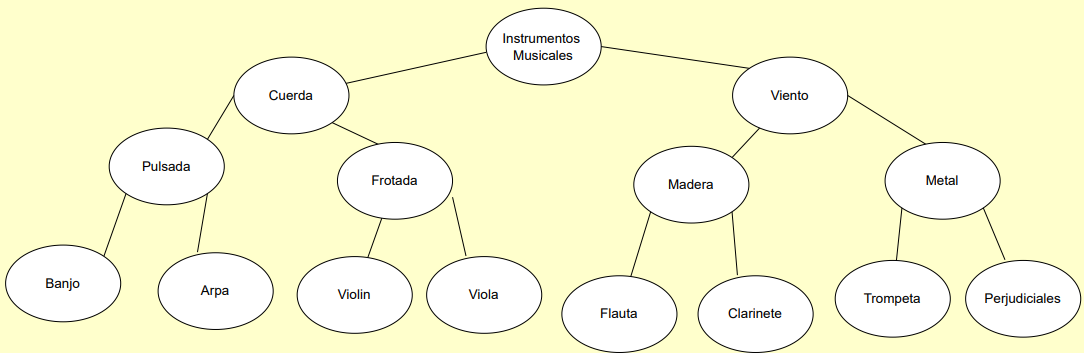 Instrumentos
Musicales
Cuerda
Viento
Pulsada
Frotada
Madera
Metal
Banjo
Arpa
Violin
Viola
Flauta
Clarinete
Trompeta
Perjudiciales